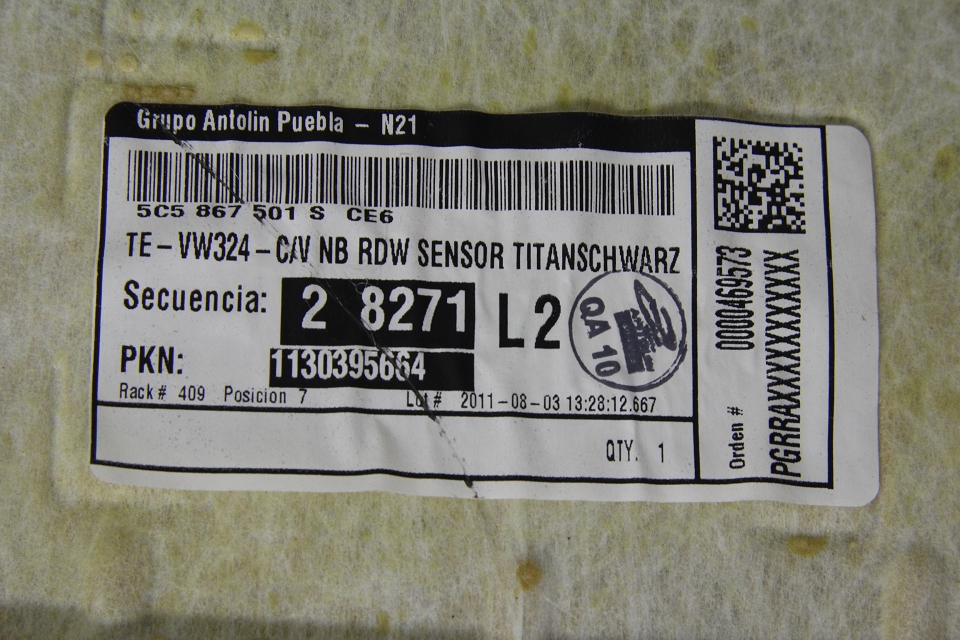 Grupo Antolin Puebla - N21
5C5 867 501 S CE6
TE-VW324-C/V NB RDW SENSOR TITANSCHWARZ
Secuencia: 2 8271 L2
QA 10
PKN: 1130395664
Rack# 409 Posicion 7 Lot# 2011-08-03 13:28:12.667
QTY. 1
Orden # 0000469573
PGRRAXXXXXXXXXXXXXX